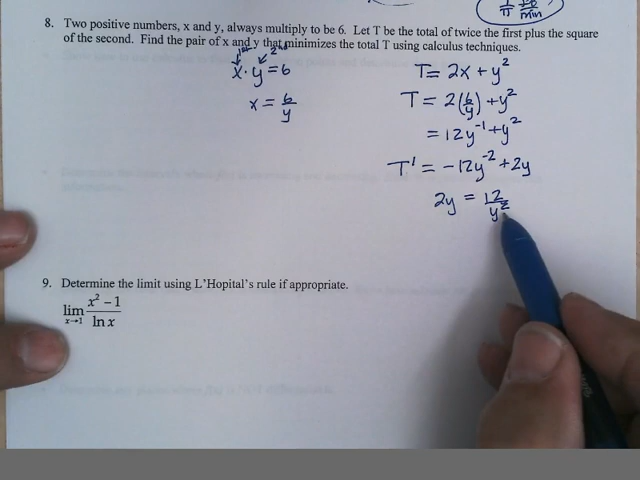 8. Two positive numbers, x and y, always multiply to be 6. Let T be the total of twice the first plus the square
of the second. Find the pair of x and y that minimizes the total T using calculus techniques.
1st 2nd
x · y = 6
x = 6/y
T = 2x + y²
T = 2(6/y) + y²
= 12y⁻¹ + y²
T' = -12y⁻² + 2y
2y = 12/y²
9. Determine the limit using L'Hopital's rule if appropriate.
lim x→1 x² − 1 / ln x